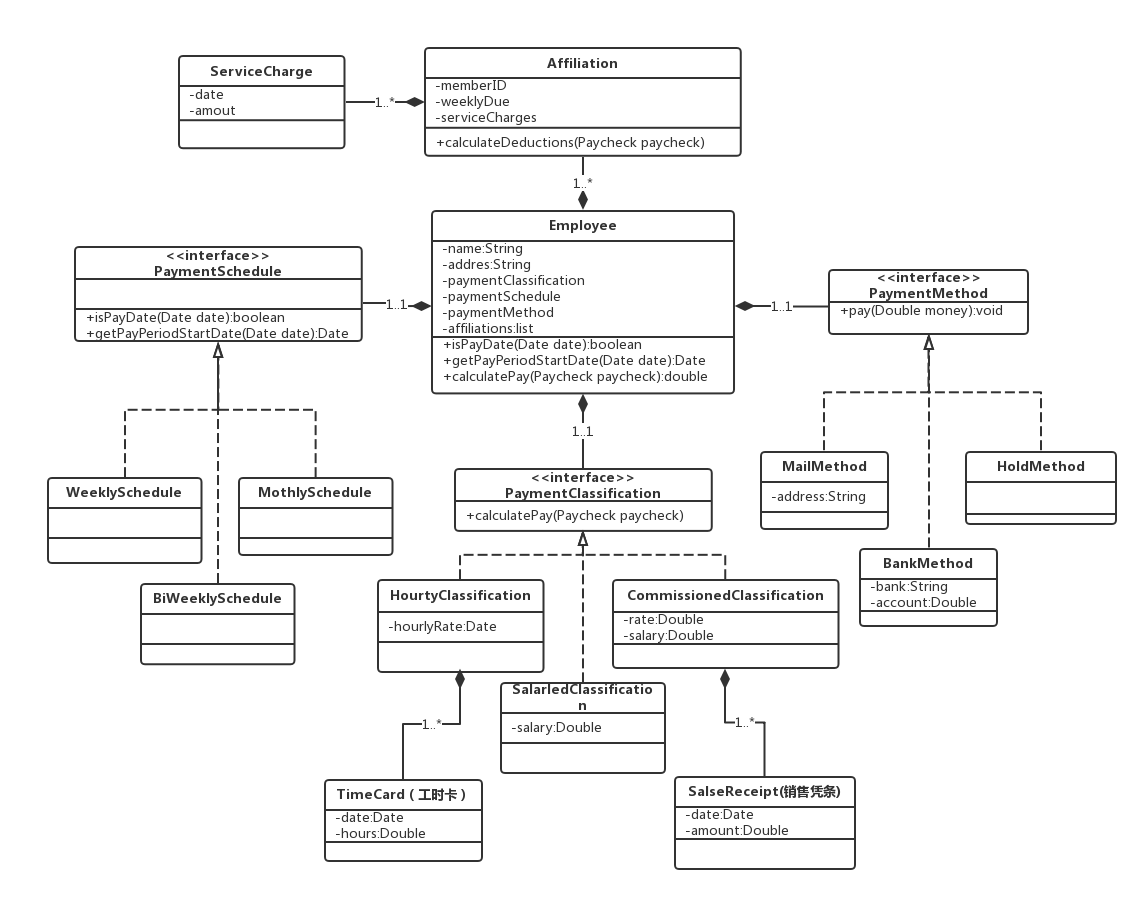 ServiceCharge
-date
-amout
1..*
Affiliation
-memberID
-weeklyDue
-serviceCharges
+calculateDeductions(Paycheck paycheck)
1..*
<<interface>>
PaymentSchedule
+isPayDate(Date date):boolean
+getPayPeriodStartDate(Date date):Date
1..1
Employee
-name:String
-addres:String
-paymentClassification
-paymentSchedule
-paymentMethod
-affiliations:list
+isPayDate(Date date):boolean
+getPayPeriodStartDate(Date date):Date
+calculatePay(Paycheck paycheck):double
1..1
<<interface>>
PaymentMethod
+pay(Double money):void
1..1
<<interface>>
PaymentClassification
+calculatePay(Paycheck paycheck)
WeeklySchedule
MothlySchedule
BiWeeklySchedule
MailMethod
-address:String
HoldMethod
BankMethod
-bank:String
-account:Double
HourtyClassification
-hourlyRate:Date
CommissionedClassification
-rate:Double
-salary:Double
SalarledClassificatio
n
-salary:Double
1..*
1..*
TimeCard（工时卡）
-date:Date
-hours:Double
SalseReceipt(销售凭条)
-date:Date
-amount:Double